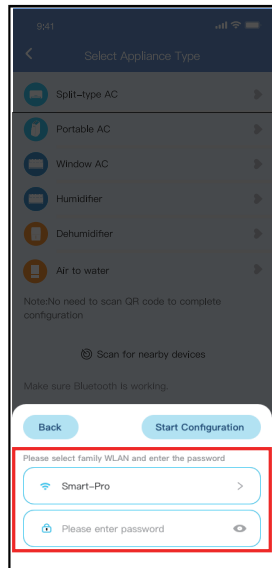 9:41
Select Appliance Type
Split-type AC
Portable AC
Window AC
Humidifier
Dehumidifier
Air to water
Note:No need to scan QR code to complete
configuration
Scan for nearby devices
Make sure Bluetooth is working.
Back
Start Configuration
Please select family WLAN and enter the password
Smart-Pro
Please enter password